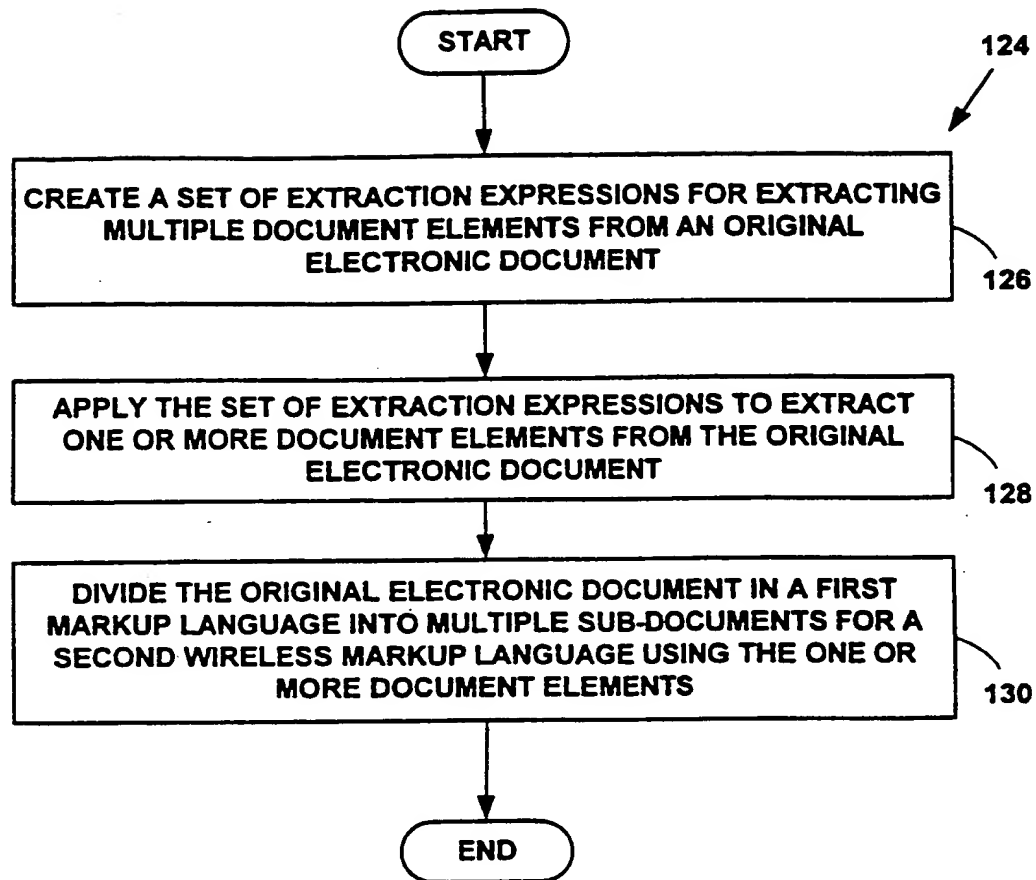 START
124
CREATE A SET OF EXTRACTION EXPRESSIONS FOR EXTRACTING
MULTIPLE DOCUMENT ELEMENTS FROM AN ORIGINAL
ELECTRONIC DOCUMENT
126
APPLY THE SET OF EXTRACTION EXPRESSIONS TO EXTRACT
ONE OR MORE DOCUMENT ELEMENTS FROM THE ORIGINAL
ELECTRONIC DOCUMENT
128
DIVIDE THE ORIGINAL ELECTRONIC DOCUMENT IN A FIRST
MARKUP LANGUAGE INTO MULTIPLE SUB-DOCUMENTS FOR A
SECOND WIRELESS MARKUP LANGUAGE USING THE ONE OR
MORE DOCUMENT ELEMENTS
130
END